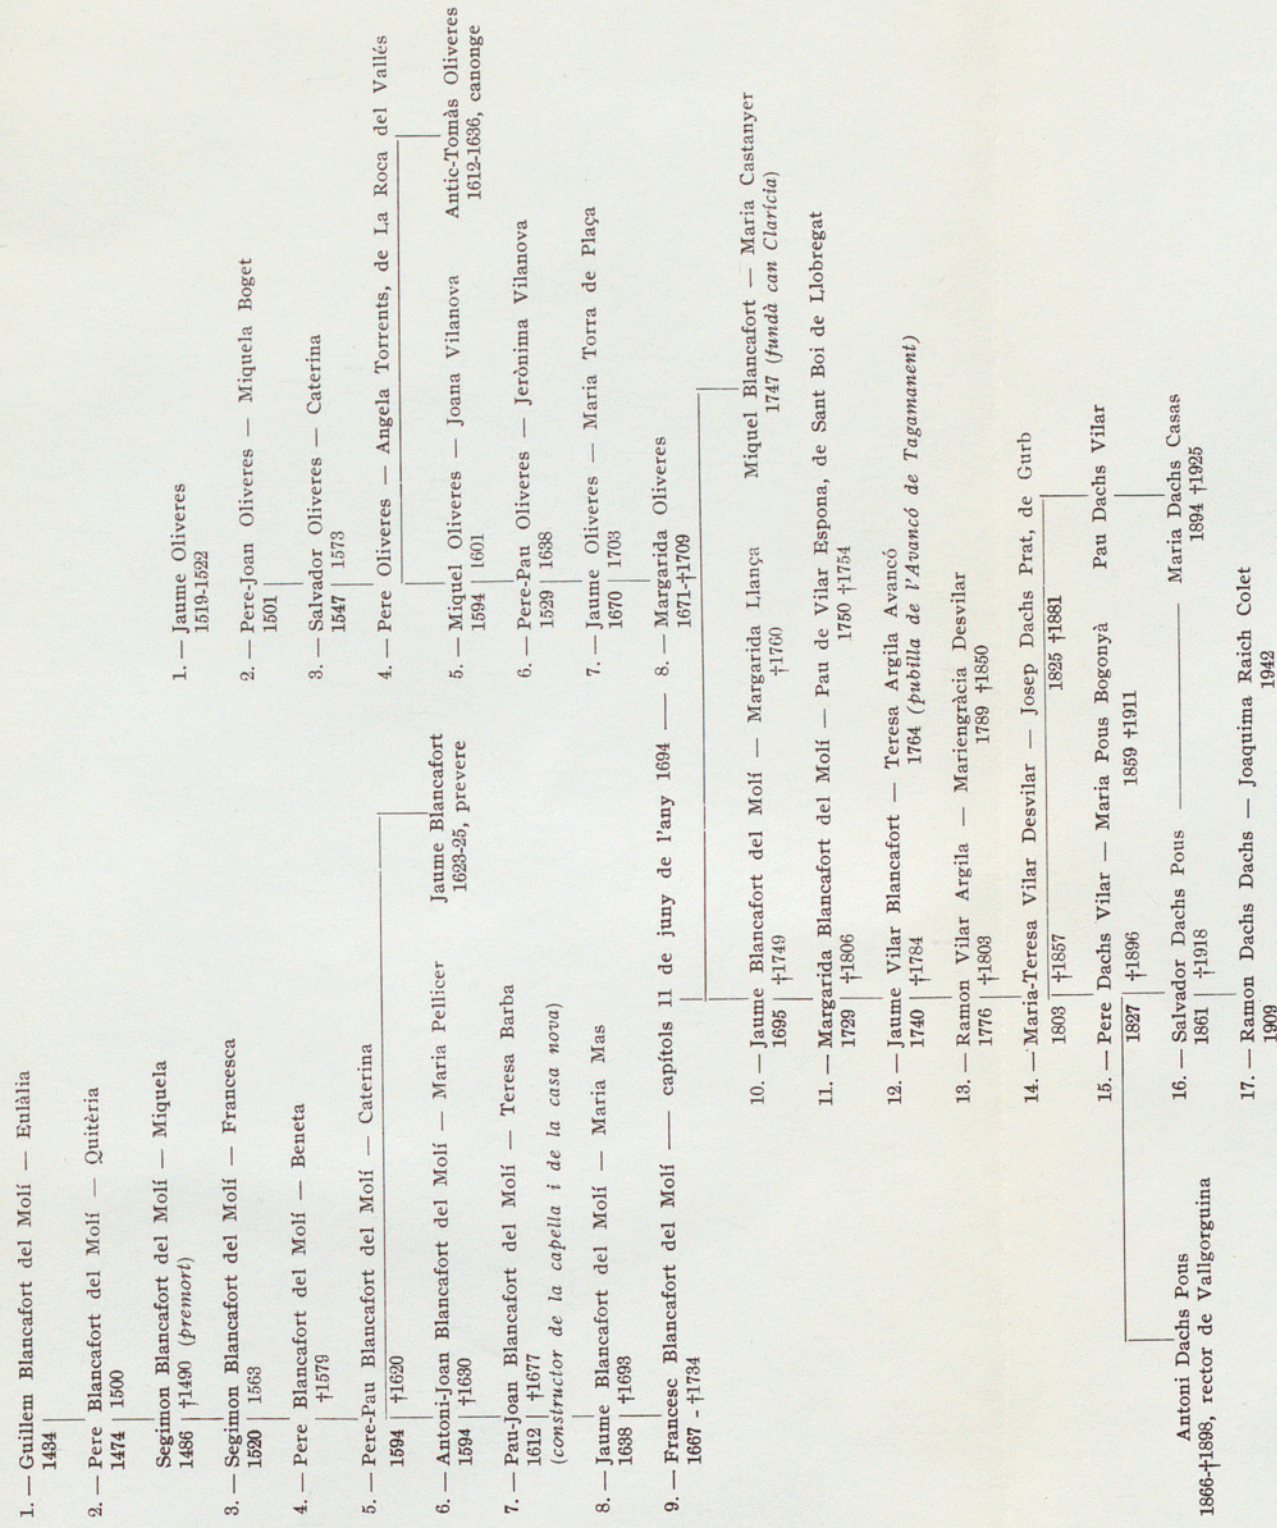 1. — Guillem Blancafort del Molí — Eulàlia
1434
2. — Pere Blancafort del Molí — Quitèria
1474 1500
Segimon Blancafort del Molí — Miquela
1486 †1490 (premort)
3. — Segimon Blancafort del Molí — Francesca
1520 1563
4. — Pere Blancafort del Molí — Beneta
†1579
5. — Pere-Pau Blancafort del Molí — Caterina
1594 †1620
6. — Antoni-Joan Blancafort del Molí — Maria Pellicer
1594 †1630
Jaume Blancafort
1623-25, prevere
7. — Pau-Joan Blancafort del Molí — Teresa Barba
1612 †1677
(constructor de la capella i de la casa nova)
8. — Jaume Blancafort del Molí — Maria Mas
1638 †1693
1. — Jaume Oliveres
1519-1522
2. — Pere-Joan Oliveres — Miquela Boget
1501
3. — Salvador Oliveres — Caterina
1547 1573
4. — Pere Oliveres — Angela Torrents, de La Roca del Vallés
5. — Miquel Oliveres — Joana Vilanova
1594 1601
Antic-Tomàs Oliveres
1612-1636, canonge
6. — Pere-Pau Oliveres — Jerònima Vilanova
1529 1638
7. — Jaume Oliveres — Maria Torra de Plaça
1670 1703
9. — Francesc Blancafort del Molí — capítols 11 de juny de l'any 1694 — 8. — Margarida Oliveres
1667 - †1734 1671-†1709
10. — Jaume Blancafort del Molí — Margarida Llança
1695 †1749 †1760
Miquel Blancafort — Maria Castanyer
1747 (fundà can Clarícia)
11. — Margarida Blancafort del Molí — Pau de Vilar Espona, de Sant Boi de Llobregat
1729 †1806 1750 †1754
12. — Jaume Vilar Blancafort — Teresa Argila Avancó
1740 †1784 1764 (pubilla de l'Avancó de Tagamanent)
13. — Ramon Vilar Argila — Mariengràcia Desvilar
1776 †1803 1789 †1850
14. — Maria-Teresa Vilar Desvilar — Josep Dachs Prat, de Gurb
1803 †1857 1825 †1881
15. — Pere Dachs Vilar — Maria Pous Bogonyà Pau Dachs Vilar
1827 †1896 1859 †1911
Antoni Dachs Pous
1866-†1898, rector de Vallgorguina
16. — Salvador Dachs Pous — Maria Dachs Casas
1861 †1918 1894 †1925
17. — Ramon Dachs Dachs — Joaquima Raich Colet
1909 1942